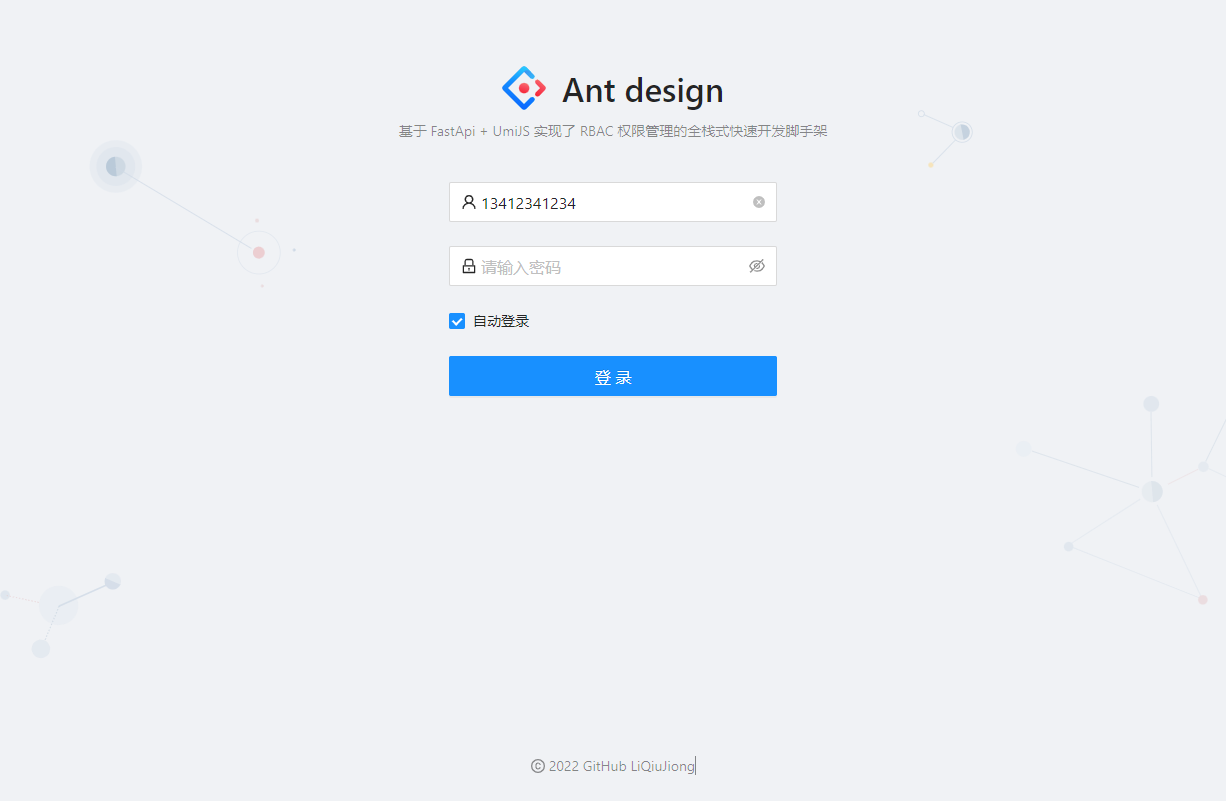 Ant design
基于 FastApi + UmiJS 实现了 RBAC 权限管理的全栈式快速开发脚手架
13412341234
请输入密码
自动登录
登 录
© 2022 GitHub LiQiuJiong